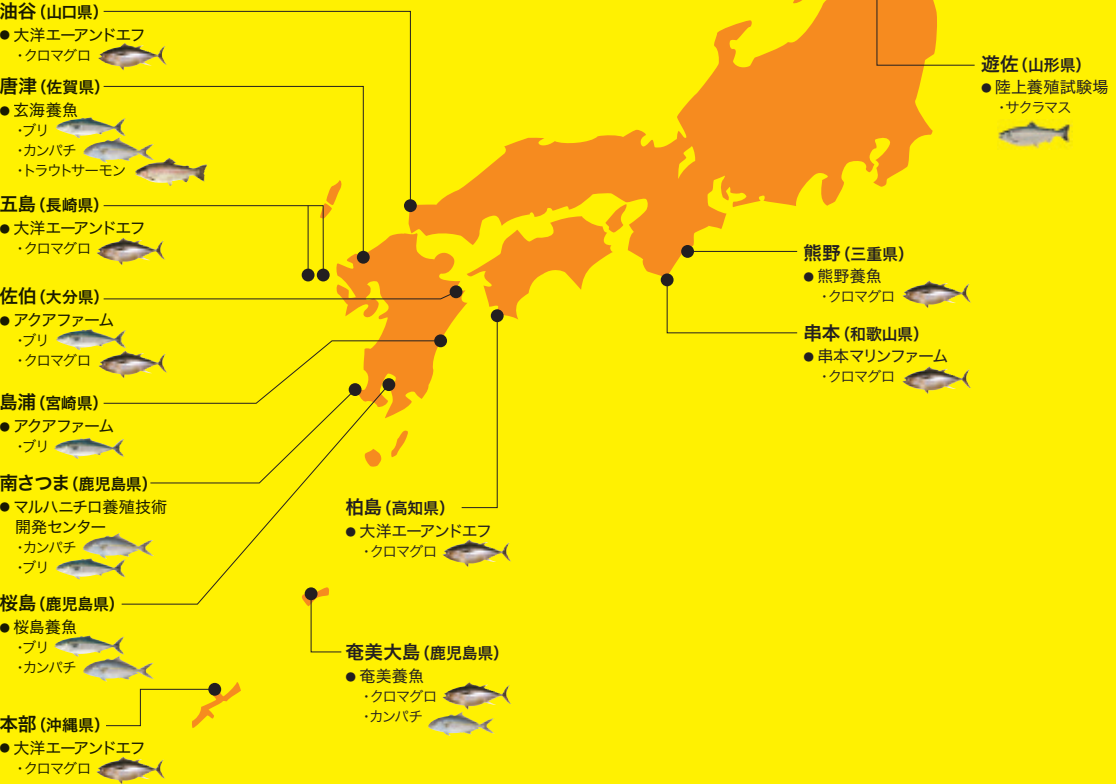 油谷（山口県）
● 大洋エーアンドエフ
・クロマグロ
唐津（佐賀県）
● 玄海養魚
・ブリ
・カンパチ
・トラウトサーモン
五島（長崎県）
● 大洋エーアンドエフ
・クロマグロ
佐伯（大分県）
● アクアファーム
・ブリ
・クロマグロ
島浦（宮崎県）
● アクアファーム
・ブリ
南さつま（鹿児島県）
● マルハニチロ養殖技術
開発センター
・カンパチ
・ブリ
桜島（鹿児島県）
● 桜島養魚
・ブリ
・カンパチ
本部（沖縄県）
● 大洋エーアンドエフ
・クロマグロ
柏島（高知県）
● 大洋エーアンドエフ
・クロマグロ
奄美大島（鹿児島県）
● 奄美養魚
・クロマグロ
・カンパチ
遊佐（山形県）
● 陸上養殖試験場
・サクラマス
熊野（三重県）
● 熊野養魚
・クロマグロ
串本（和歌山県）
● 串本マリンファーム
・クロマグロ